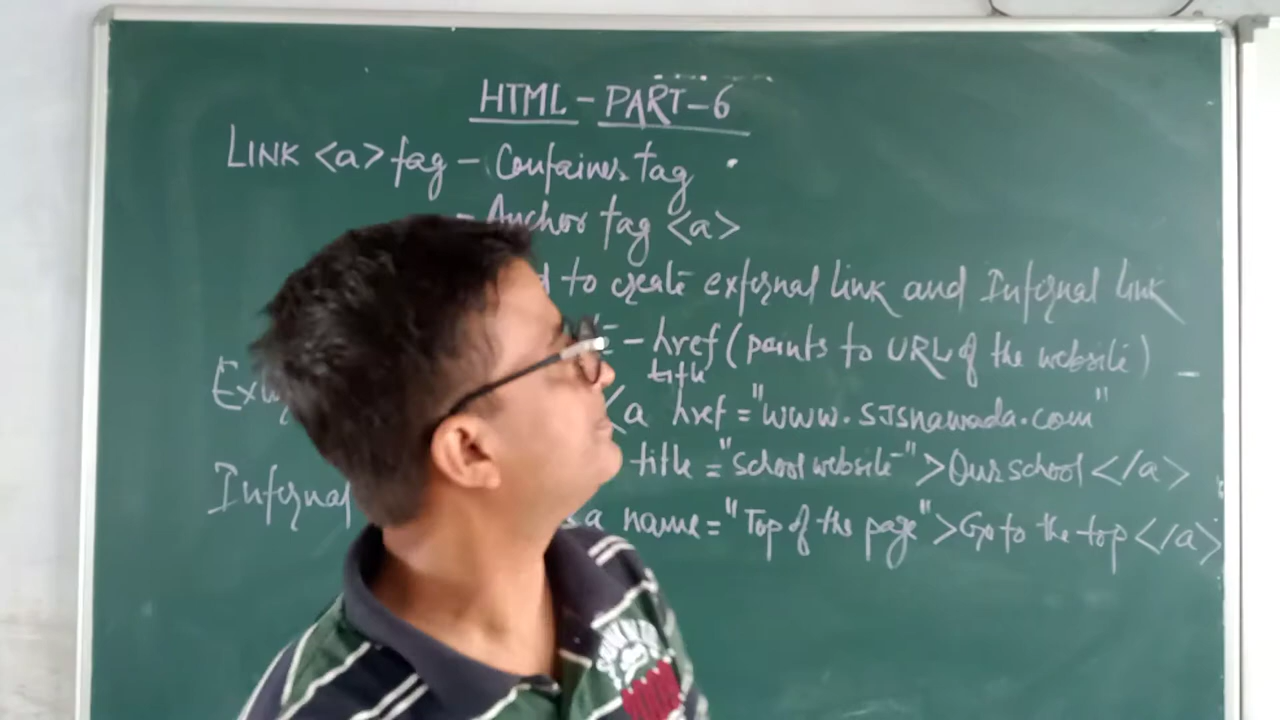 HTML - PART-6
LINK <a> tag - Container tag
- Anchor tag <a>
to create external link and Internal link
- href (points to URL of the website)
title
<a href = "www.SJSnawada.com"
title = "School website"> Our school </a>
Internal a name = "Top of the page"> Go to the top </a>